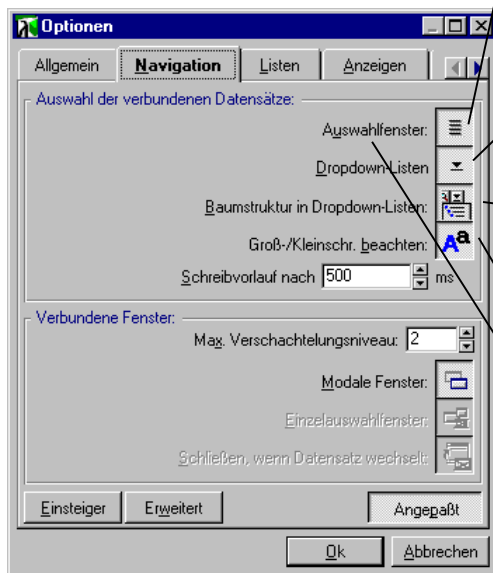 Optionen
Allgemein Navigation Listen Anzeigen
Auswahl der verbundenen Datensätze:
Auswahlfenster:
Dropdown-Listen
Baumstruktur in Dropdown-Listen:
Groß-/Kleinschr. beachten: Aa
Schreibvorlauf nach 500 ms
Verbundene Fenster:
Max. Verschachtelungsniveau: 2
Modale Fenster:
Einzelauswahlfenster:
Schließen, wenn Datensatz wechselt:
Einsteiger Erweitert Angepaßt
Ok Abbrechen